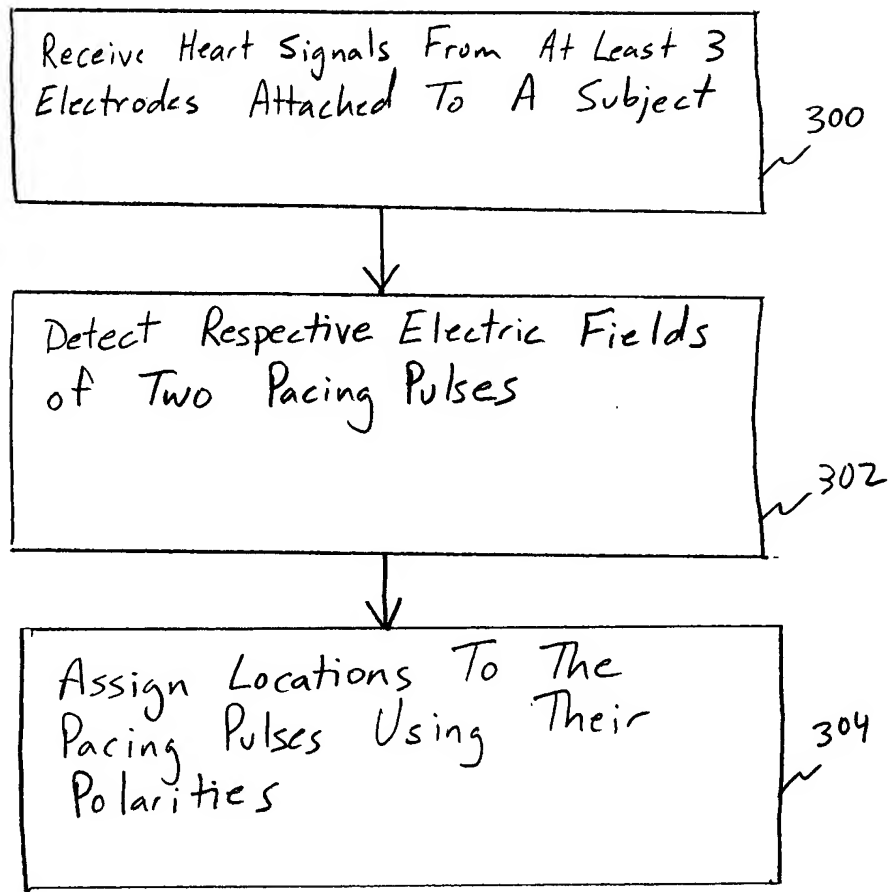 Receive Heart Signals From At Least 3
Electrodes Attached To A Subject
300
Detect Respective Electric Fields
of Two Pacing Pulses
302
Assign Locations To The
Pacing Pulses Using Their
Polarities
304